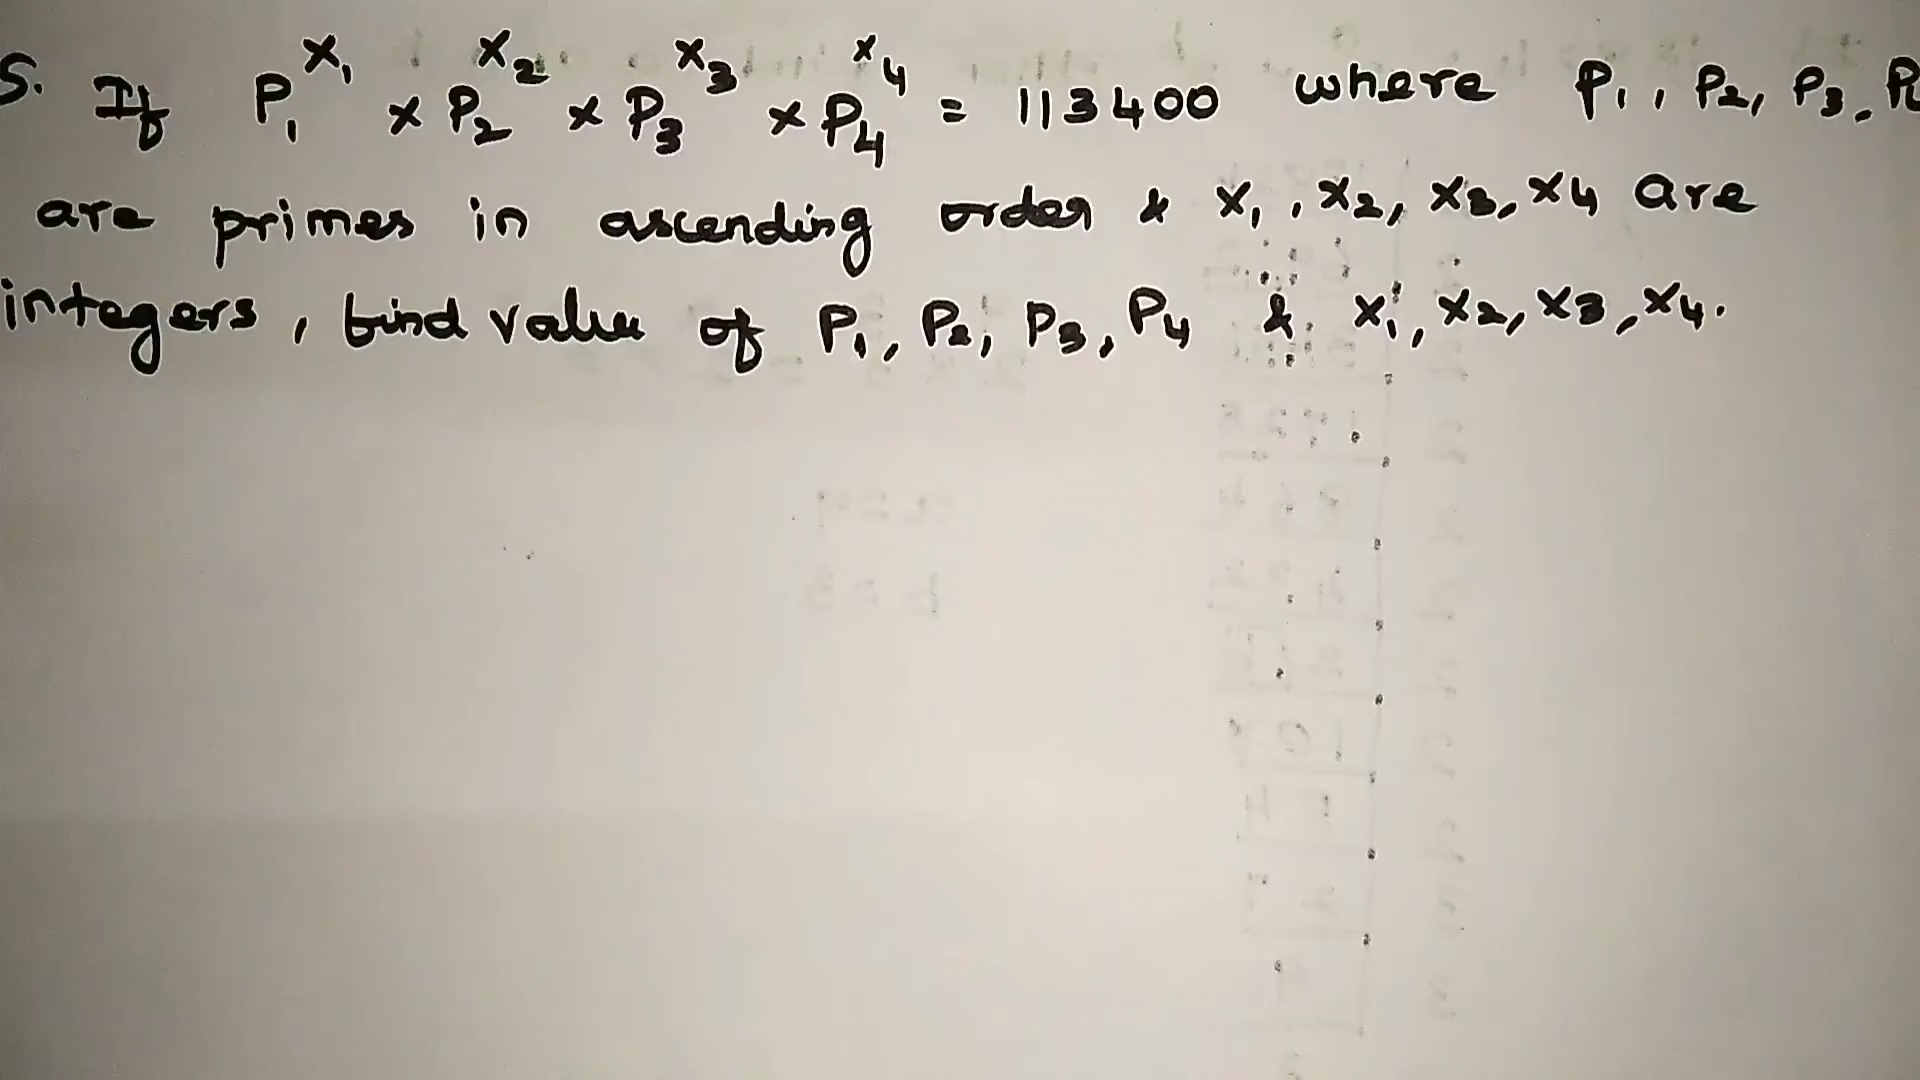 5. If P₁^x₁ × P₂^x₂ × P₃^x₃ × P₄^x₄ = 113400 where P₁, P₂, P₃,
are primes in ascending order & x₁, x₂, x₃, x₄ are
integers, find value of P₁, P₂, P₃, P₄ & x₁, x₂, x₃, x₄.